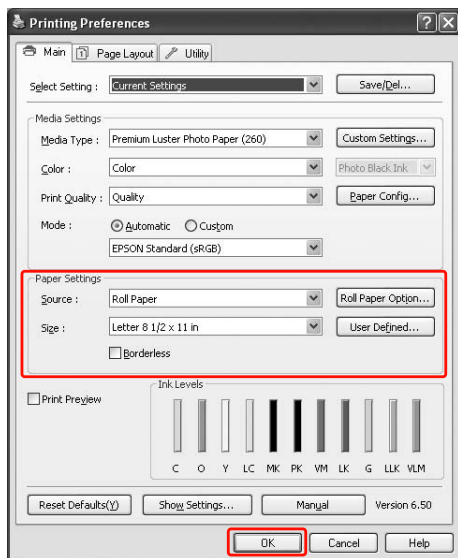 Printing Preferences
Main Page Layout Utility
Select Setting : Current Settings Save/Del...
Media Settings
Media Type : Premium Luster Photo Paper (260) Custom Settings...
Color : Color Photo Black Ink
Print Quality : Quality Paper Config...
Mode : Automatic Custom
EPSON Standard (sRGB)
Paper Settings
Source : Roll Paper Roll Paper Option...
Size : Letter 8 1/2 x 11 in User Defined...
Borderless
Print Preview Ink Levels
C O Y LC MK PK VM LK G LLK VLM
Reset Defaults(Y) Show Settings... Manual Version 6.50
OK Cancel Help